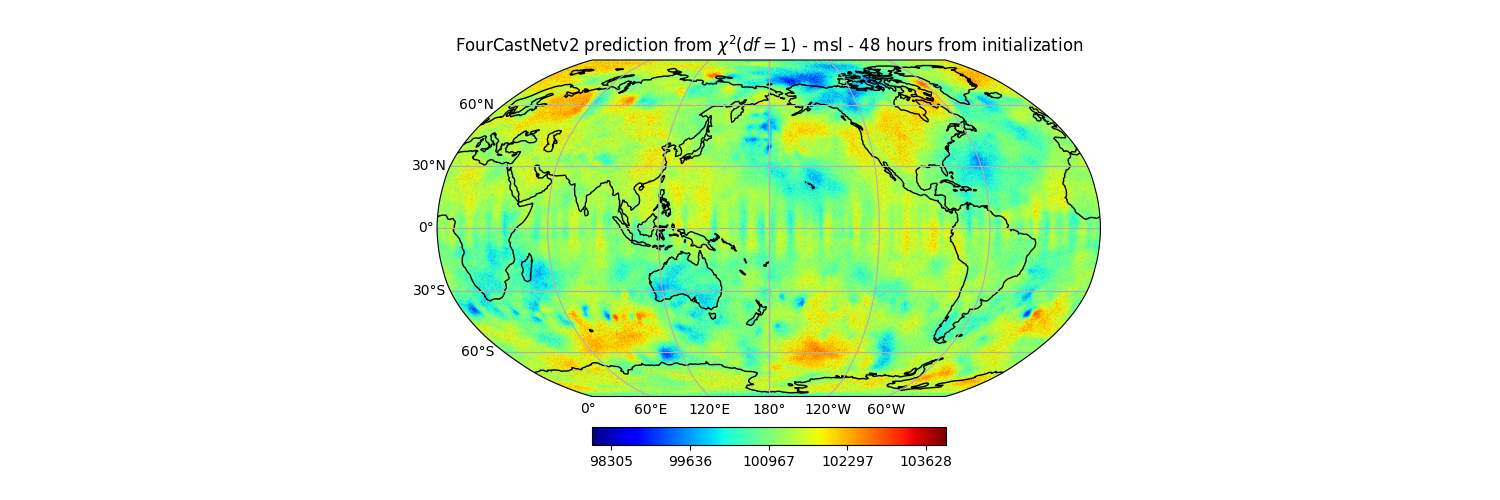 FourCastNetv2 prediction from χ²(df = 1) - msl - 48 hours from initialization
60°N
30°N
0°
30°S
60°S
0° 60°E 120°E 180° 120°W 60°W
98305 99636 100967 102297 103628